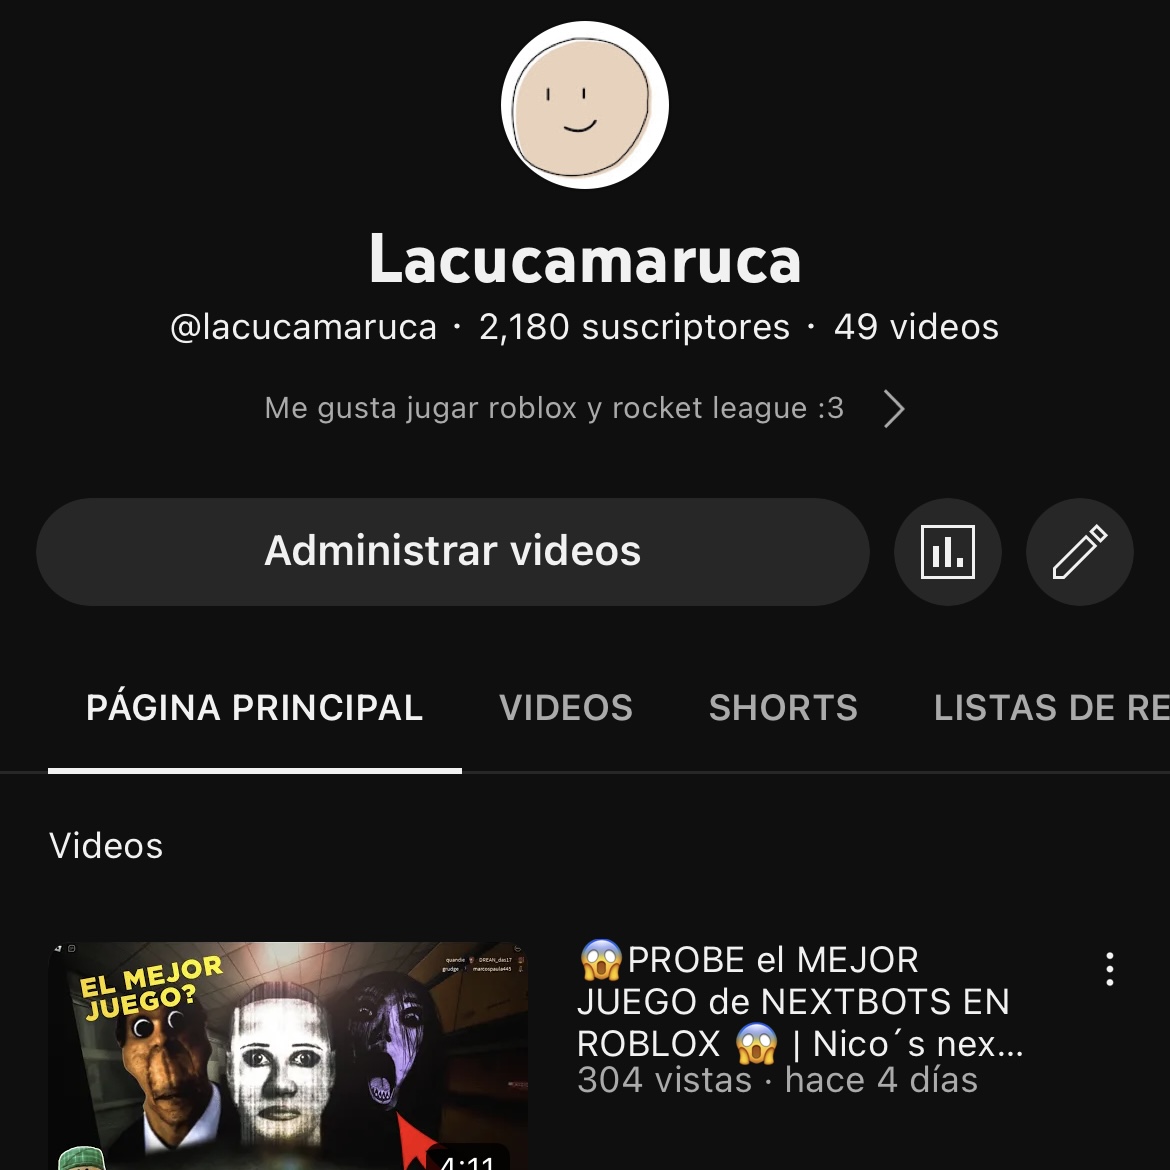 Lacucamaruca
@lacucamaruca · 2,180 suscriptores · 49 videos
Me gusta jugar roblox y rocket league :3
Administrar videos
PÁGINA PRINCIPAL VIDEOS SHORTS LISTAS DE RE
Videos
EL MEJOR
JUEGO?
quandle DREAN_das17
grudge marcospaula445
4:11
😱PROBE el MEJOR
JUEGO de NEXTBOTS EN
ROBLOX 😱 | Nico´s nex...
304 vistas · hace 4 días